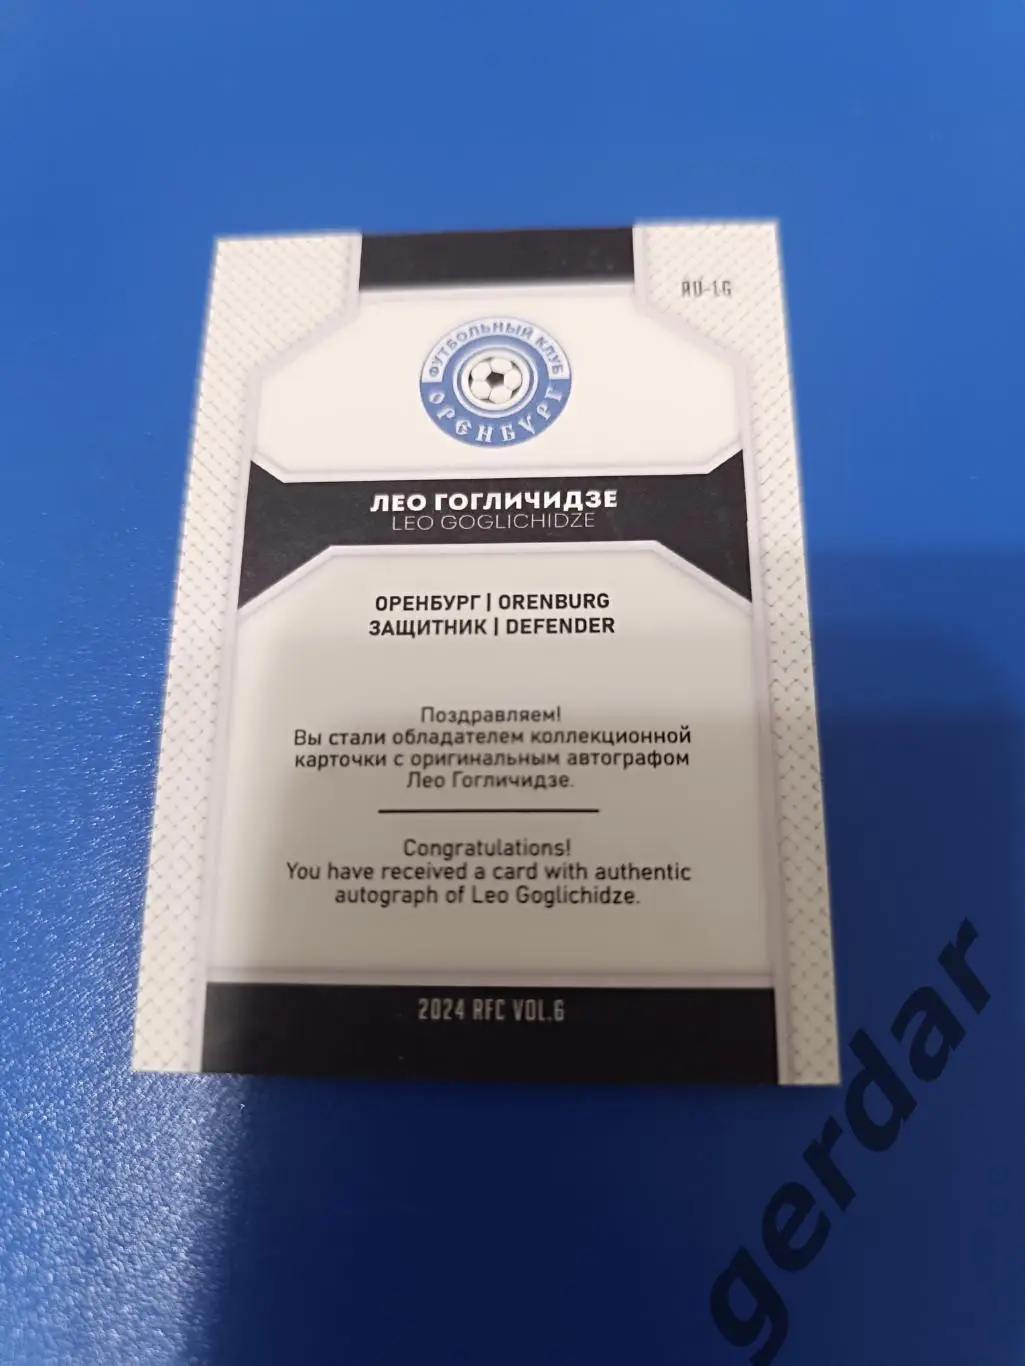 AU-LG
ФУТБОЛЬНЫЙ КЛУБ
ОРЕНБУРГ
ЛЕО ГОГЛИЧИДЗЕ
LEO GOGLICHIDZE
ОРЕНБУРГ | ORENBURG
ЗАЩИТНИК | DEFENDER
Поздравляем!
Вы стали обладателем коллекционной
карточки с оригинальным автографом
Лео Гогличидзе.
Congratulations!
You have received a card with authentic
autograph of Leo Goglichidze.
2024 RFC VOL.6
gerdar